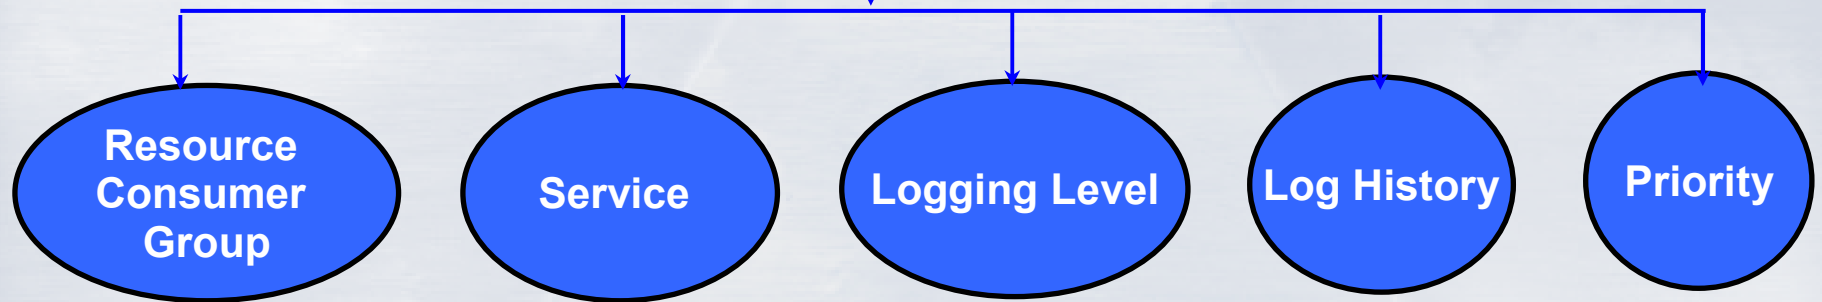 Resource
Consumer
Group
Service
Logging Level
Log History
Priority